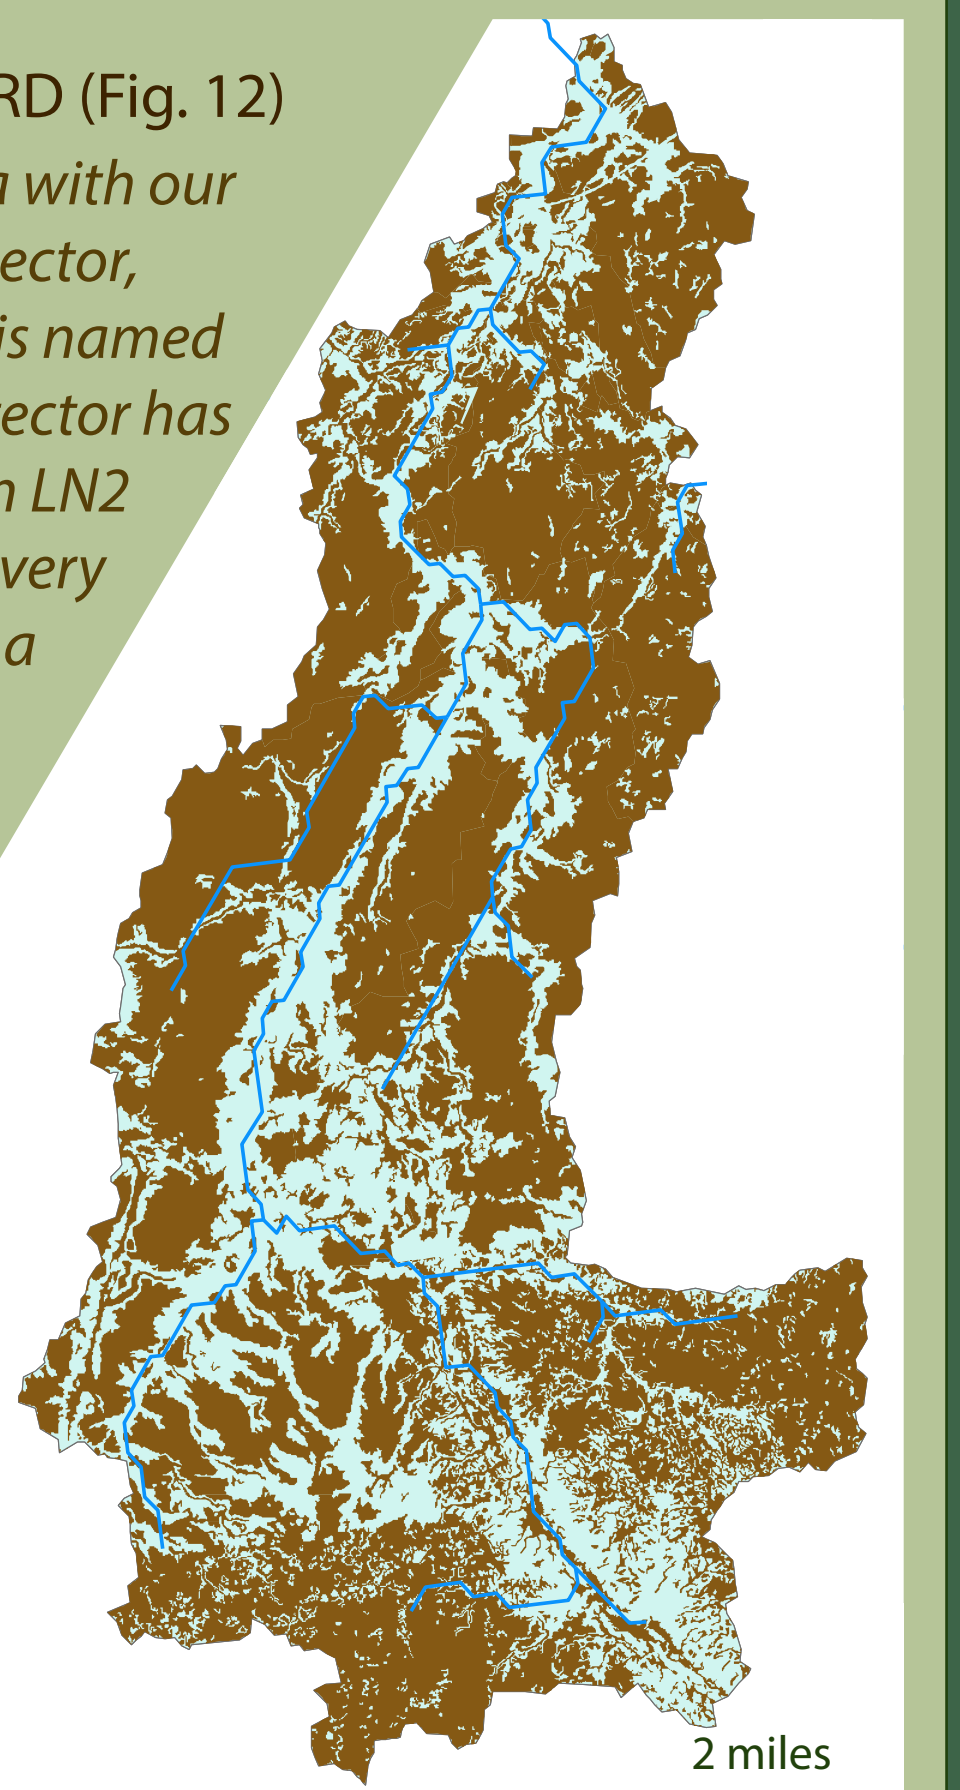 RD (Fig. 12)
a with our
ector,
is named
ector has
n LN2
very
a
2 miles